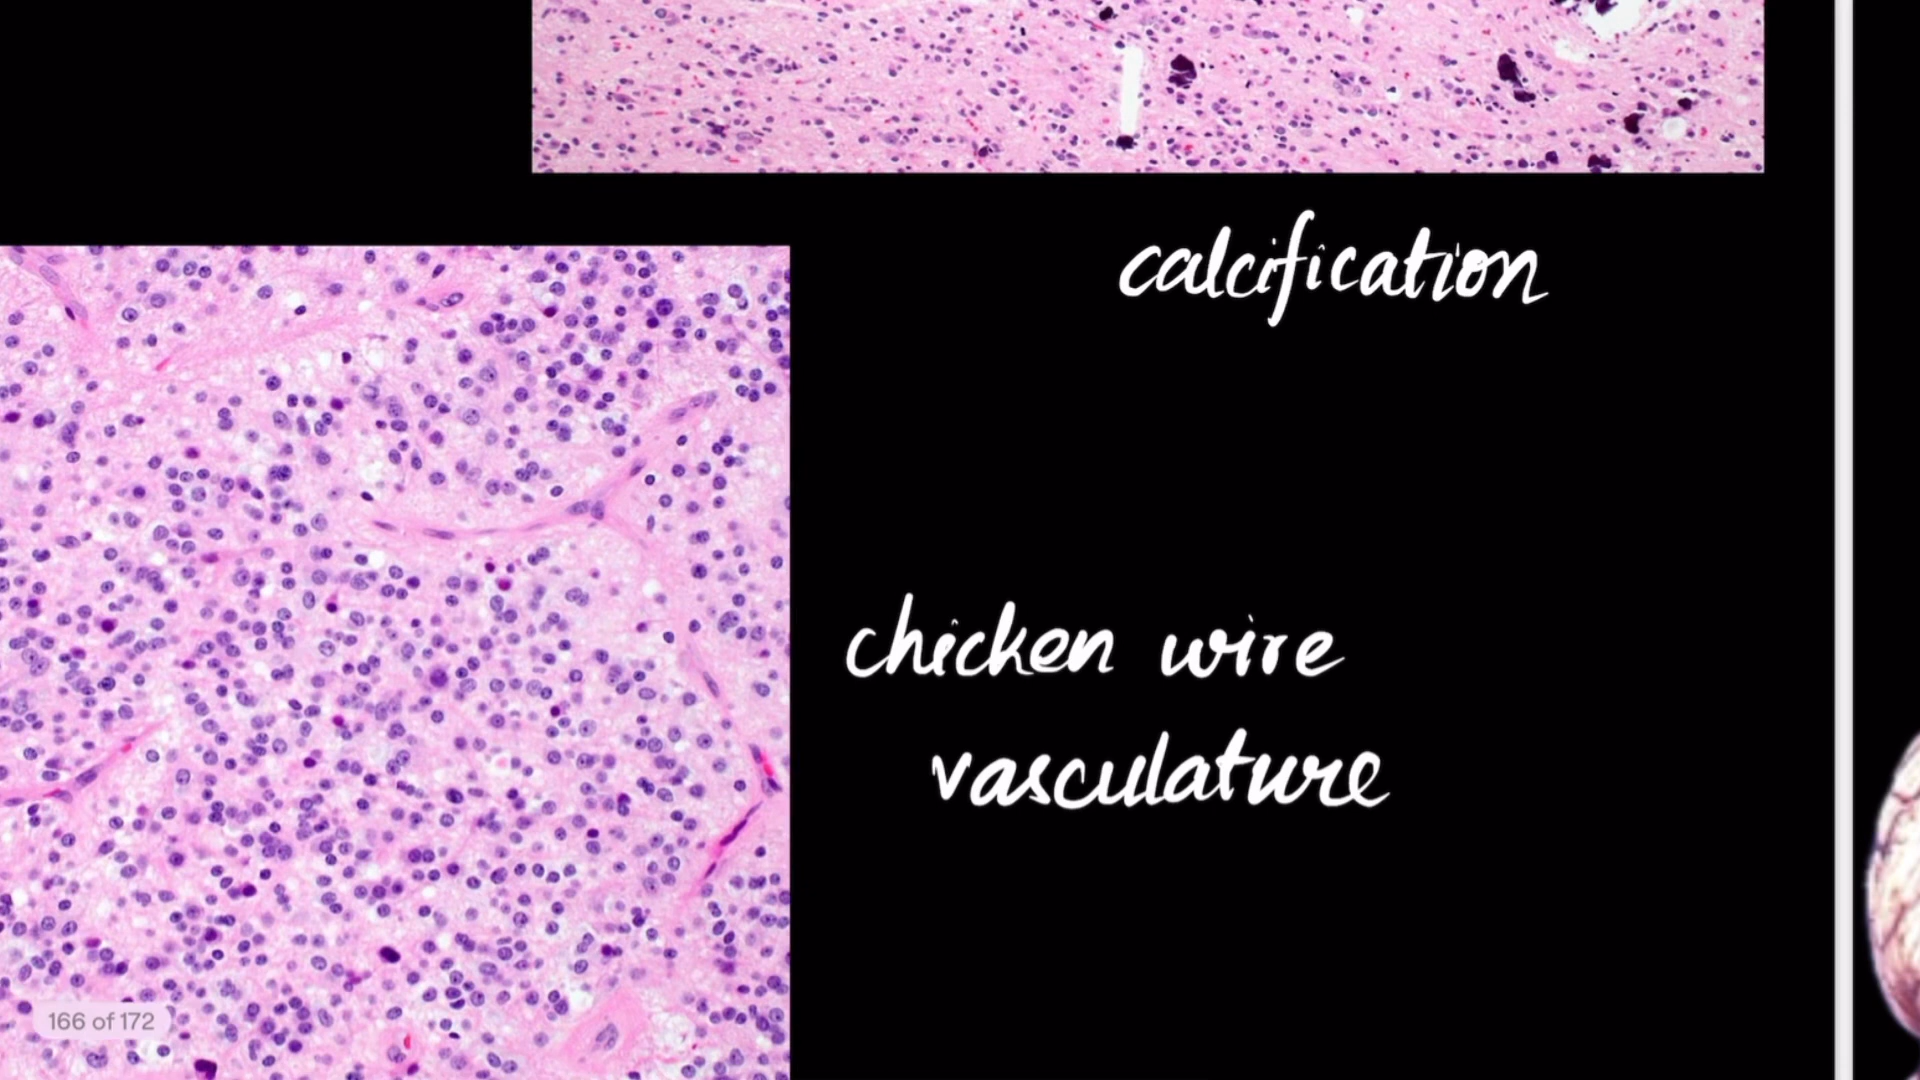 calcification
chicken wire
vasculature
166 of 172